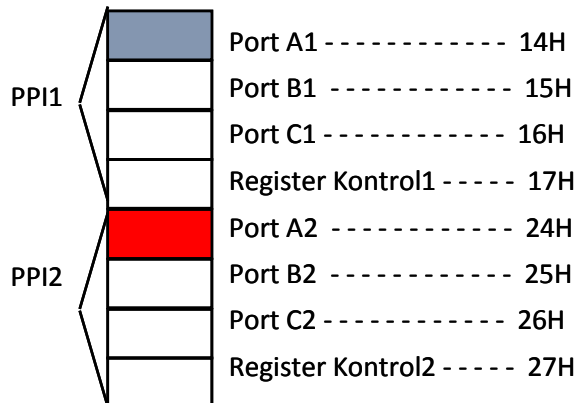 Port A1 - - - - - - - - - - - - 14H
Port B1 - - - - - - - - - - - - 15H
PPI1
Port C1 - - - - - - - - - - - - 16H
Register Kontrol1 - - - - - 17H
Port A2 - - - - - - - - - - - - 24H
PPI2
Port B2 - - - - - - - - - - - - 25H
Port C2 - - - - - - - - - - - - 26H
Register Kontrol2 - - - - - 27H